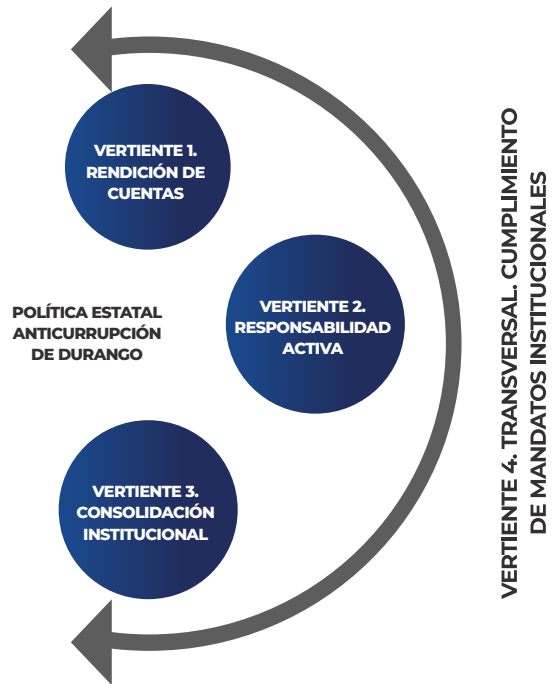 VERTIENTE 1.
RENDICIÓN DE
CUENTAS
POLÍTICA ESTATAL
ANTICURRUPCIÓN
DE DURANGO
VERTIENTE 2.
RESPONSABILIDAD
ACTIVA
VERTIENTE 3.
CONSOLIDACIÓN
INSTITUCIONAL
VERTIENTE 4. TRANSVERSAL. CUMPLIMIENTO
DE MANDATOS INSTITUCIONALES